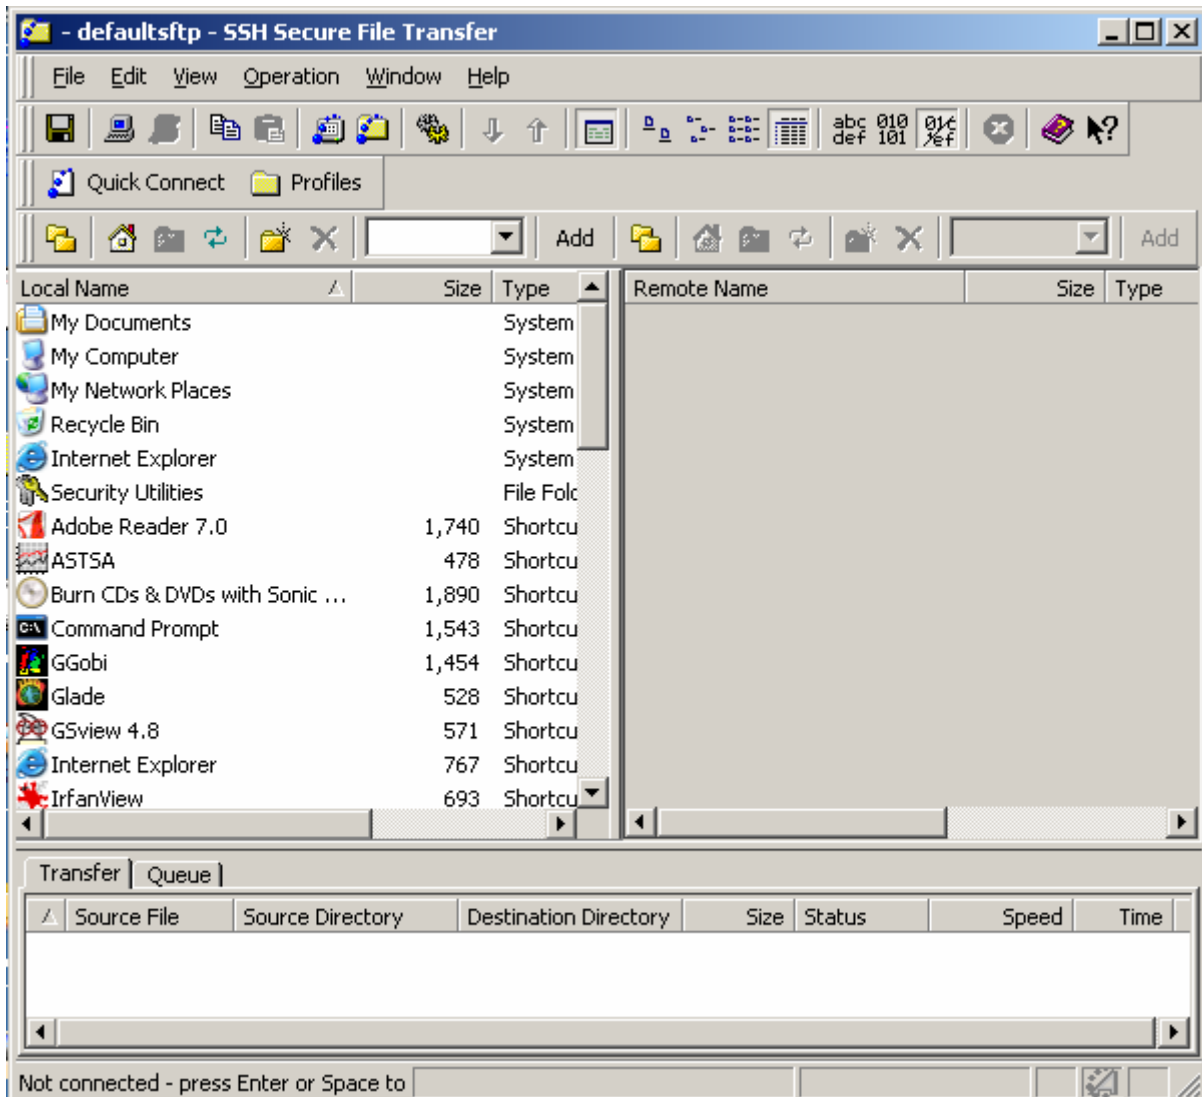 - defaultsftp - SSH Secure File Transfer
File Edit View Operation Window Help
abc def 010 101
Quick Connect Profiles
Add Add
Local Name Size Type Remote Name Size Type
My Documents System
My Computer System
My Network Places System
Recycle Bin System
Internet Explorer System
Security Utilities File Fold
Adobe Reader 7.0 1,740 Shortcu
ASTSA 478 Shortcu
Burn CDs & DVDs with Sonic ... 1,890 Shortcu
Command Prompt 1,543 Shortcu
GGobi 1,454 Shortcu
Glade 528 Shortcu
GSview 4.8 571 Shortcu
Internet Explorer 767 Shortcu
IrfanView 693 Shortcu
Transfer Queue
Source File Source Directory Destination Directory Size Status Speed Time
Not connected - press Enter or Space to